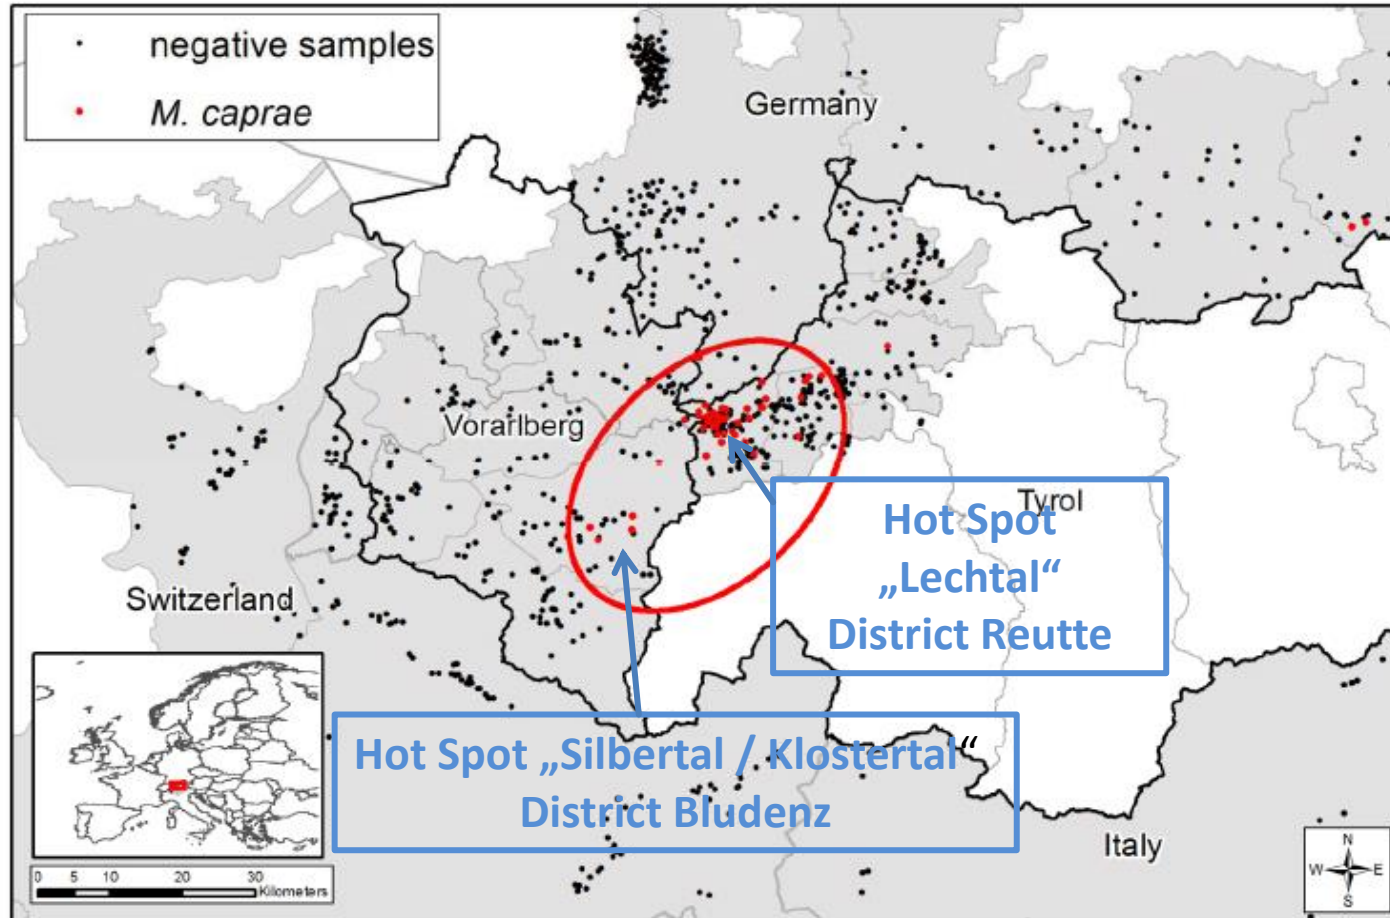 negative samples
M. caprae
Germany
Vorarlberg
Tyrol
Hot Spot
„Lechtal“
District Reutte
Switzerland
Hot Spot „Silbertal / Klostertal“
District Bludenz
Italy
0 5 10 20 30
Kilometers
N
W E
S